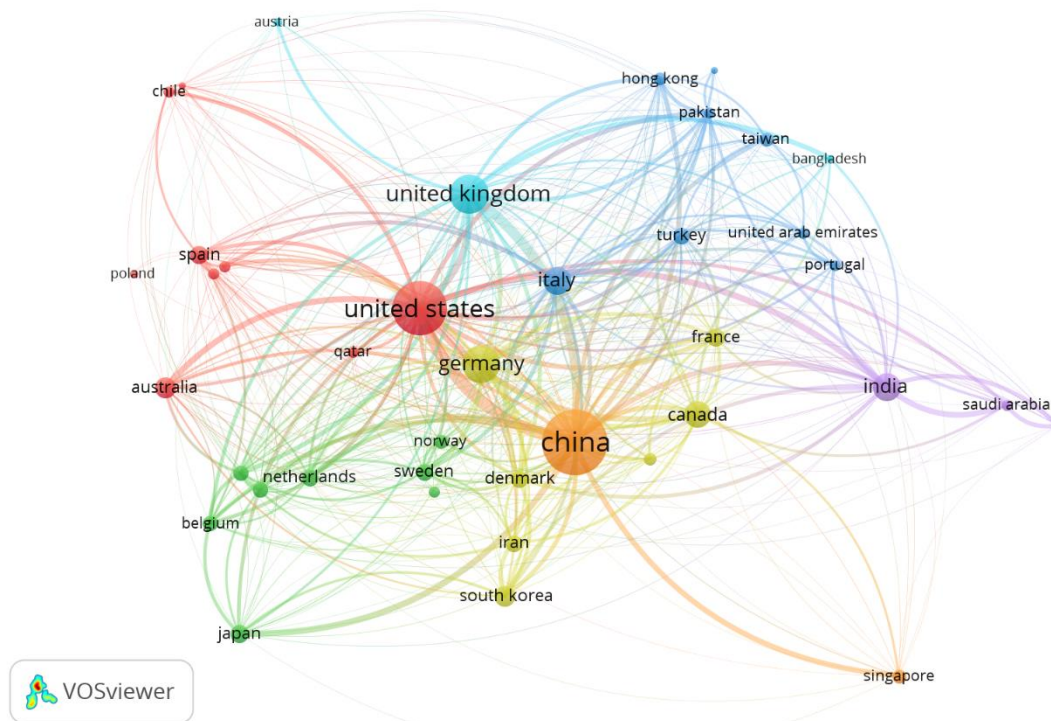 austria
chile
hong kong
pakistan
taiwan
bangladesh
united kingdom
united arab emirates
turkey
portugal
spain
poland
italy
united states
qatar
germany
france
australia
india
saudi arabia
canada
china
norway
sweden
netherlands
denmark
belgium
iran
south korea
japan
singapore
VOSviewer